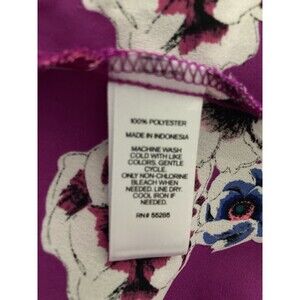 100% POLYESTER
MADE IN INDONESIA
MACHINE WASH
COLD WITH LIKE
COLORS. GENTLE
CYCLE.
ONLY NON-CHLORINE
BLEACH WHEN
NEEDED. LINE DRY.
COOL IRON IF
NEEDED.
RN# 55285